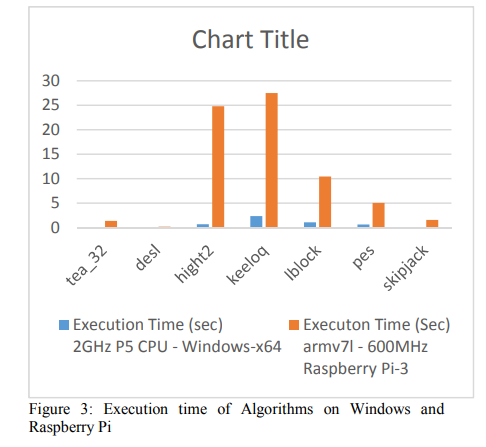 Chart Title
30
25
20
15
10
5
0
tea_32
desl
hight2
keeloq
lblock
pes
skipjack
Execution Time (sec)
2GHz P5 CPU - Windows-x64
Executon Time (Sec)
armv7l - 600MHz
Raspberry Pi-3
Figure 3: Execution time of Algorithms on Windows and
Raspberry Pi